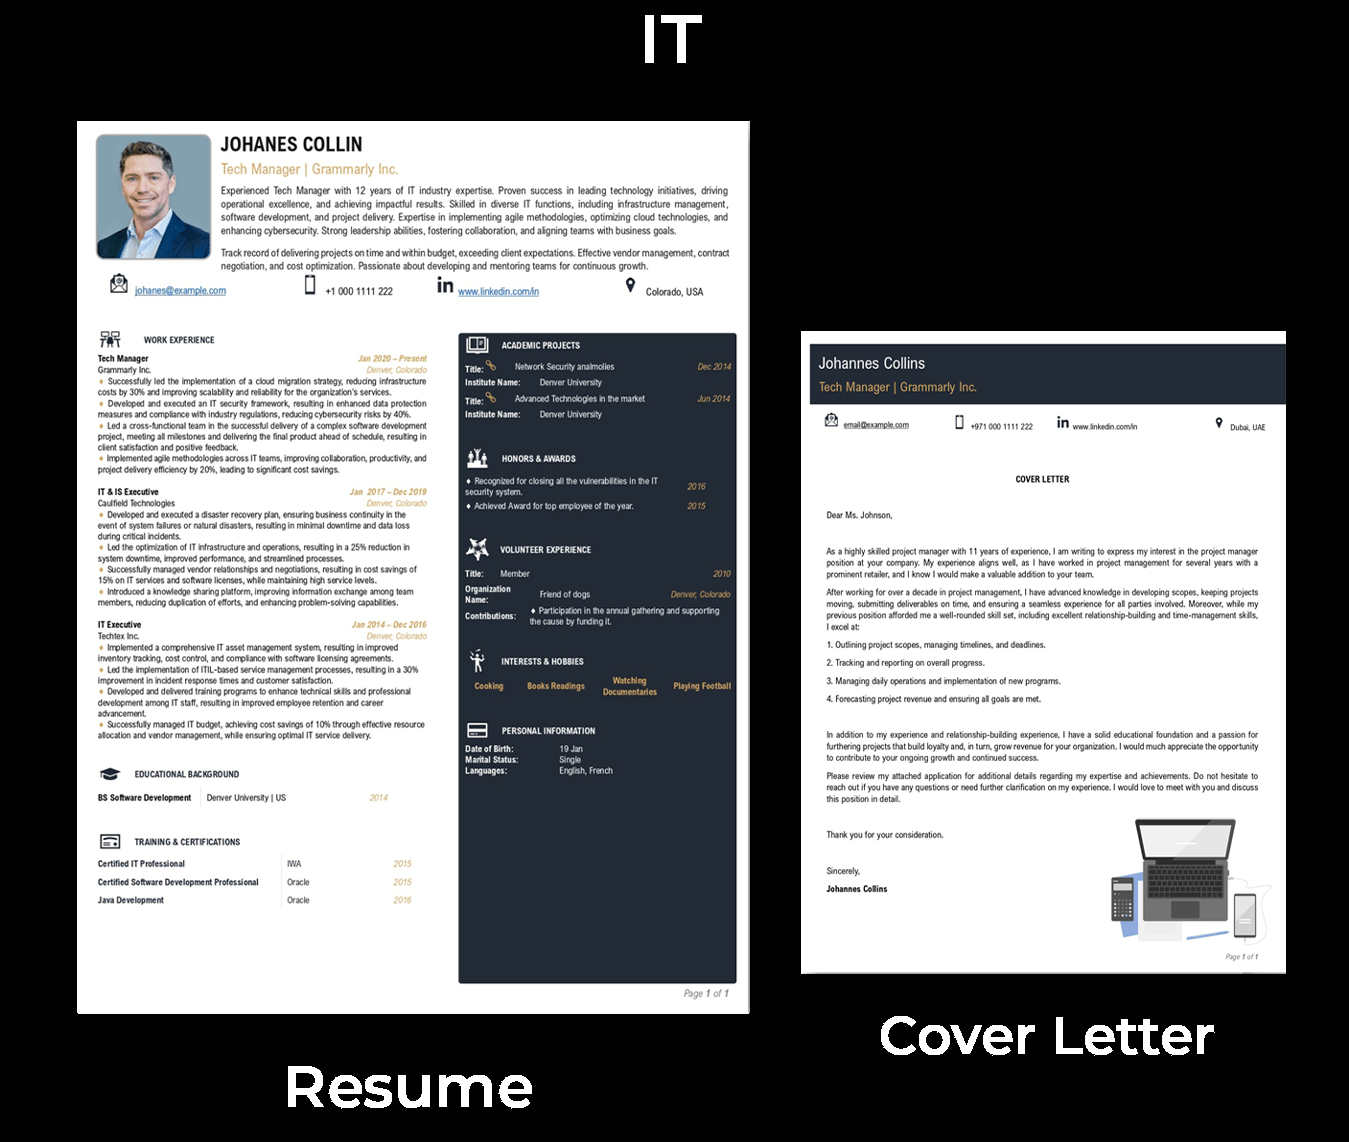 IT
JOHANES COLLIN
Tech Manager | Grammarly Inc.
Experienced Tech Manager with 12 years of IT industry expertise. Proven success in leading technology initiatives, driving
operational excellence, and achieving impactful results. Skilled in diverse IT functions, including infrastructure management,
software development, and project delivery. Expertise in implementing agile methodologies, optimizing cloud technologies, and
enhancing cybersecurity. Strong leadership abilities, fostering collaboration, and aligning teams with business goals.
Track record of delivering projects on time and within budget, exceeding client expectations. Effective vendor management, contract
negotiation, and cost optimization. Passionate about developing and mentoring teams for continuous growth.
johanes@example.com +1 000 1111 222 www.linkedin.com/in Colorado, USA
WORK EXPERIENCE
Tech Manager Jan 2020 – Present
Grammarly Inc. Denver, Colorado
♦ Successfully led the implementation of a cloud migration strategy, reducing infrastructure
costs by 30% and improving scalability and reliability for the organization's services.
♦ Developed and executed an IT security framework, resulting in enhanced data protection
measures and compliance with industry regulations, reducing cybersecurity risks by 40%.
♦ Led a cross-functional team in the successful delivery of a complex software development
project, meeting all milestones and delivering the final product ahead of schedule, resulting in
client satisfaction and positive feedback.
♦ Implemented agile methodologies across IT teams, improving collaboration, productivity, and
project delivery efficiency by 20%, leading to significant cost savings.
IT & IS Executive Jan 2017 – Dec 2019
Caulfield Technologies Denver, Colorado
♦ Developed and executed a disaster recovery plan, ensuring business continuity in the
event of system failures or natural disasters, resulting in minimal downtime and data loss
during critical incidents.
♦ Led the optimization of IT infrastructure and operations, resulting in a 25% reduction in
system downtime, improved performance, and streamlined processes.
♦ Successfully managed vendor relationships and negotiations, resulting in cost savings of
15% on IT services and software licenses, while maintaining high service levels.
♦ Introduced a knowledge sharing platform, improving information exchange among team
members, reducing duplication of efforts, and enhancing problem-solving capabilities.
IT Executive Jan 2014 – Dec 2016
Techtex Inc. Denver, Colorado
♦ Implemented a comprehensive IT asset management system, resulting in improved
inventory tracking, cost control, and compliance with software licensing agreements.
♦ Led the implementation of ITIL-based service management processes, resulting in a 30%
improvement in incident response times and customer satisfaction.
♦ Developed and delivered training programs to enhance technical skills and professional
development among IT staff, resulting in improved employee retention and career
advancement.
♦ Successfully managed IT budget, achieving cost savings of 10% through effective resource
allocation and vendor management, while ensuring optimal IT service delivery.
EDUCATIONAL BACKGROUND
BS Software Development Denver University | US 2014
TRAINING & CERTIFICATIONS
Certified IT Professional IWA 2015
Certified Software Development Professional Oracle 2015
Java Development Oracle 2016
ACADEMIC PROJECTS
Title: Network Security analmolies Dec 2014
Institute Name: Denver University
Title: Advanced Technologies in the market Jun 2014
Institute Name: Denver University
HONORS & AWARDS
♦ Recognized for closing all the vulnerabilities in the IT
security system. 2016
♦ Achieved Award for top employee of the year. 2015
VOLUNTEER EXPERIENCE
Title: Member 2010
Organization
Name: Friend of dogs Denver, Colorado
Contributions: ♦ Participation in the annual gathering and supporting
the cause by funding it.
INTERESTS & HOBBIES
Cooking Books Readings Watching
Documentaries Playing Football
PERSONAL INFORMATION
Date of Birth: 19 Jan
Marital Status: Single
Languages: English, French
Page 1 of 1
Resume
Johannes Collins
Tech Manager | Grammarly Inc.
email@example.com +971 000 1111 222 www.linkedin.com/in Dubai, UAE
COVER LETTER
Dear Ms. Johnson,
As a highly skilled project manager with 11 years of experience, I am writing to express my interest in the project manager
position at your company. My experience aligns well, as I have worked in project management for several years with a
prominent retailer, and I know I would make a valuable addition to your team.
After working for over a decade in project management, I have advanced knowledge in developing scopes, keeping projects
moving, submitting deliverables on time, and ensuring a seamless experience for all parties involved. Moreover, while my
previous position afforded me a well-rounded skill set, including excellent relationship-building and time-management skills,
I excel at:
1. Outlining project scopes, managing timelines, and deadlines.
2. Tracking and reporting on overall progress.
3. Managing daily operations and implementation of new programs.
4. Forecasting project revenue and ensuring all goals are met.
In addition to my experience and relationship-building experience, I have a solid educational foundation and a passion for
furthering projects that build loyalty and, in turn, grow revenue for your organization. I would much appreciate the opportunity
to contribute to your ongoing growth and continued success.
Please review my attached application for additional details regarding my expertise and achievements. Do not hesitate to
reach out if you have any questions or need further clarification on my experience. I would love to meet with you and discuss
this position in detail.
Thank you for your consideration.
Sincerely,
Johannes Collins
Page 1 of 1
Cover Letter